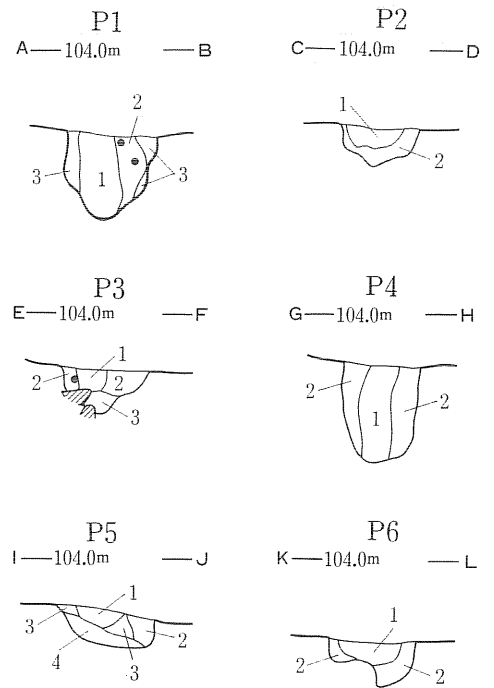 P1
A — 104.0m — B
2
3 1 3
P2
C — 104.0m — D
1
2
P3
E — 104.0m — F
1
2 2
3
P4
G — 104.0m — H
2 1 2
P5
I — 104.0m — J
1
3 2
4 3
P6
K — 104.0m — L
1
2 2